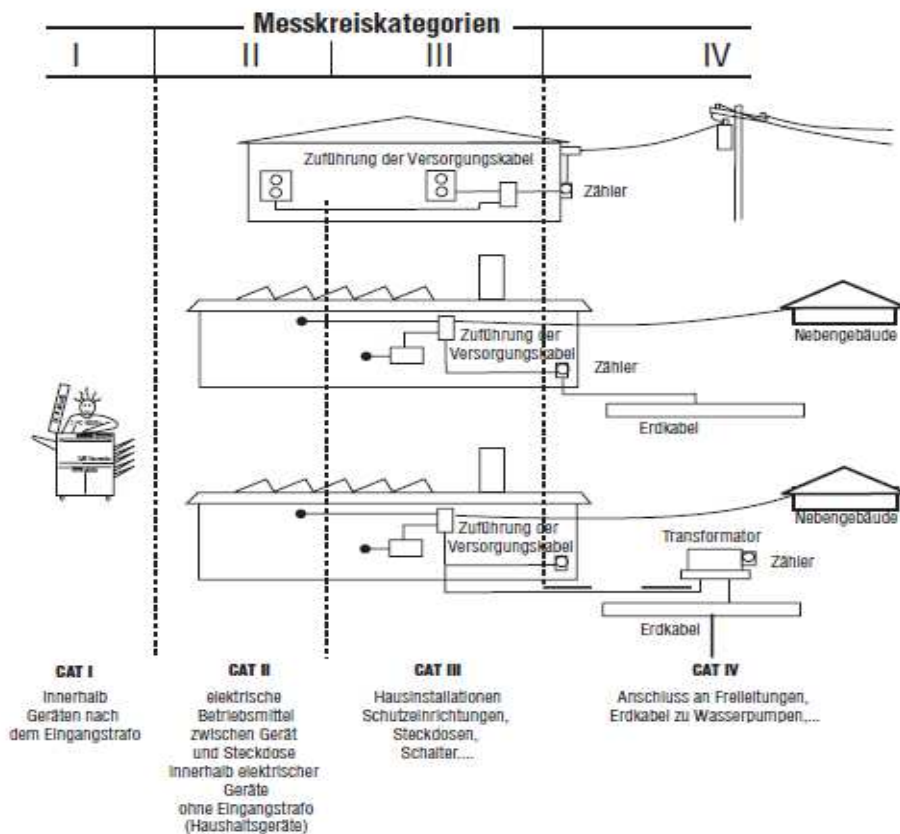 Messkreiskategorien
I II III IV
Zuführung der Versorgungskabel
Zähler
Zuführung der
Versorgungskabel
Zähler
Nebengebäude
Erdkabel
Zuführung der
Versorgungskabel
Nebengebäude
Transformator
Zähler
Erdkabel
CAT I
innerhalb
Geräten nach
dem Eingangstrafo
CAT II
elektrische
Betriebsmittel
zwischen Gerät
und Steckdose
innerhalb elektrischer
Geräte
ohne Eingangstrafo
(Haushaltsgeräte)
CAT III
Hausinstallationen
Schutzeinrichtungen,
Steckdosen,
Schalter....
CAT IV
Anschluss an Freileitungen,
Erdkabel zu Wasserpumpen,...